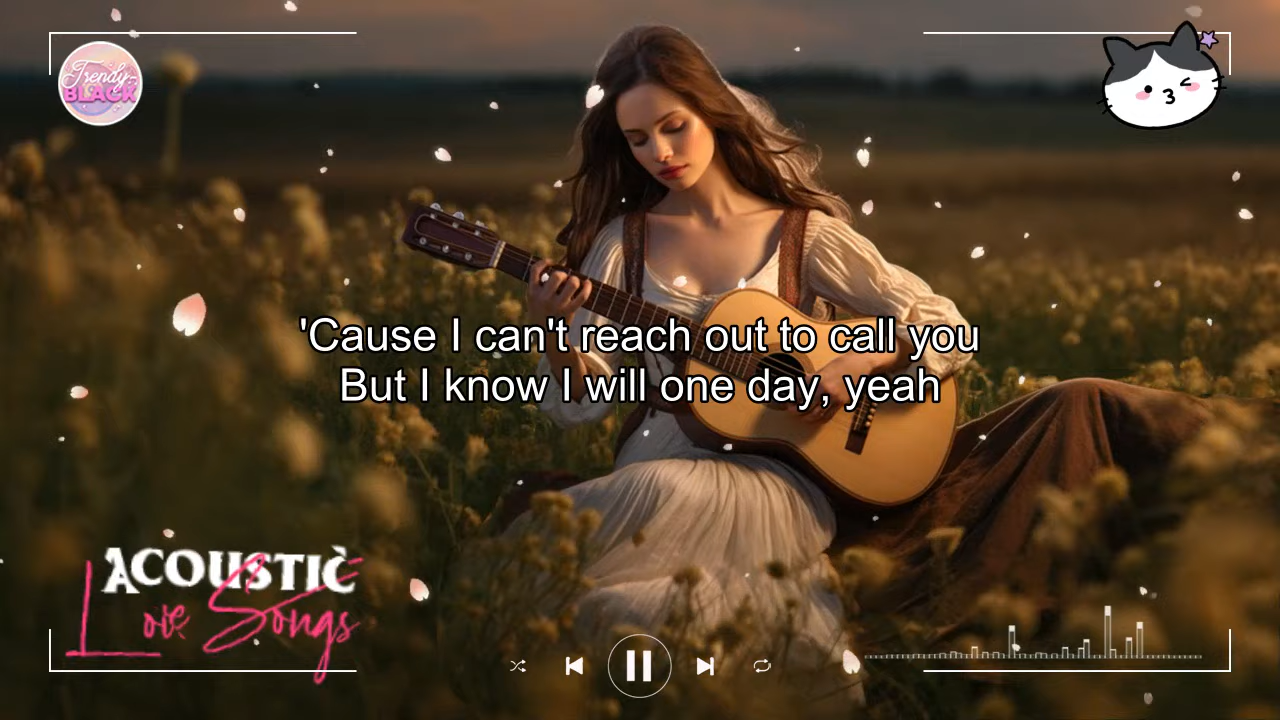 Trendy
BLACK
'Cause I can't reach out to call you
But I know I will one day, yeah
ACOUSTIC
Love Songs